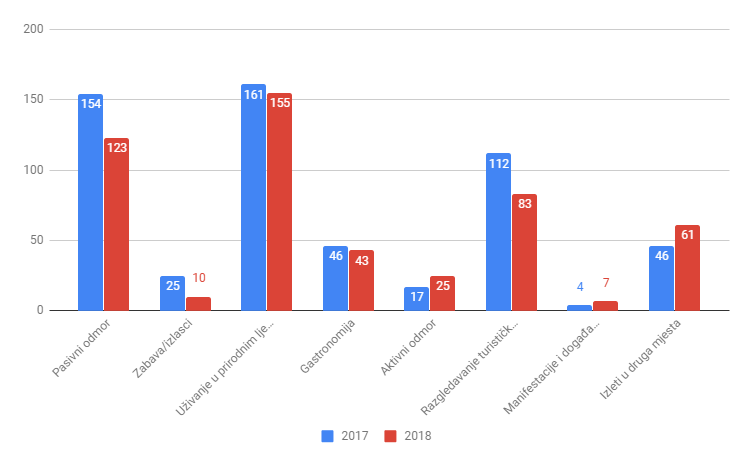 200
150
100
50
0
154
123
25
10
161
155
46
43
17
25
112
83
4
7
46
61
Pasivni odmor
Zabava/izlasci
Uživanje u prirodnim lje...
Gastronomija
Aktivni odmor
Razgledavanje turističk...
Manifestacije i događa...
Izleti u druga mjesta
2017
2018